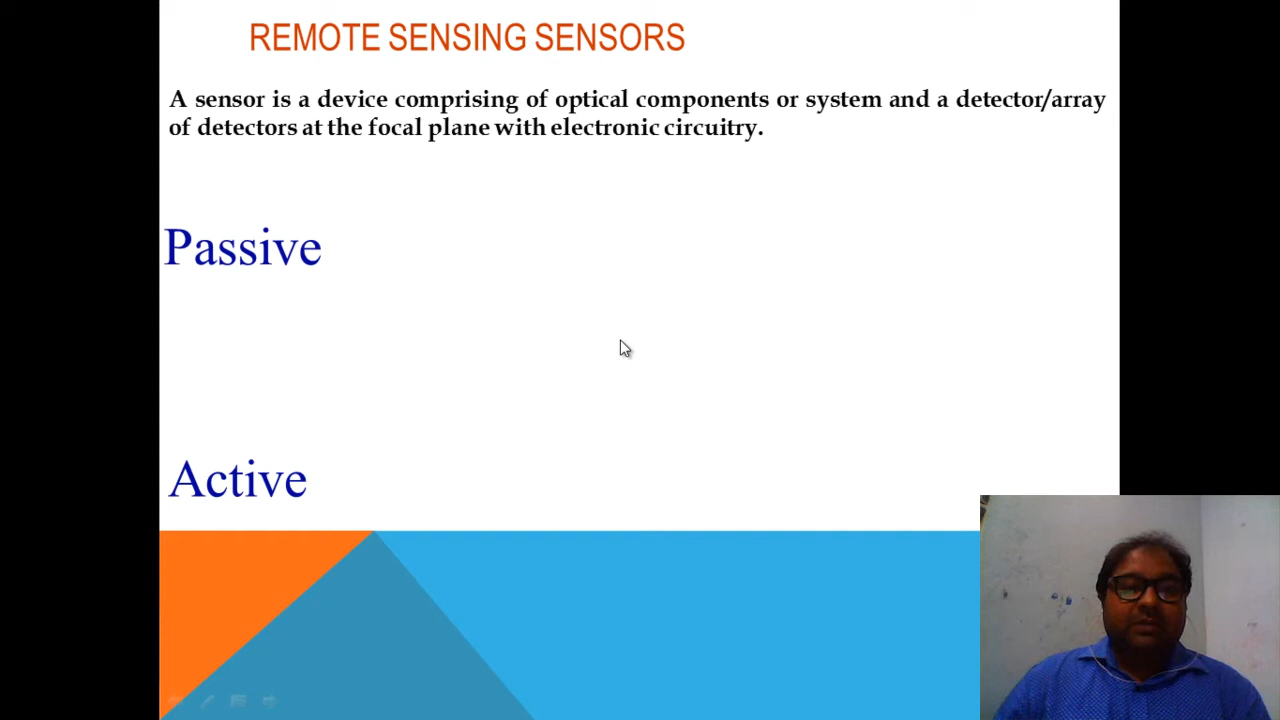 REMOTE SENSING SENSORS
A sensor is a device comprising of optical components or system and a detector/array
of detectors at the focal plane with electronic circuitry.
Passive
Active